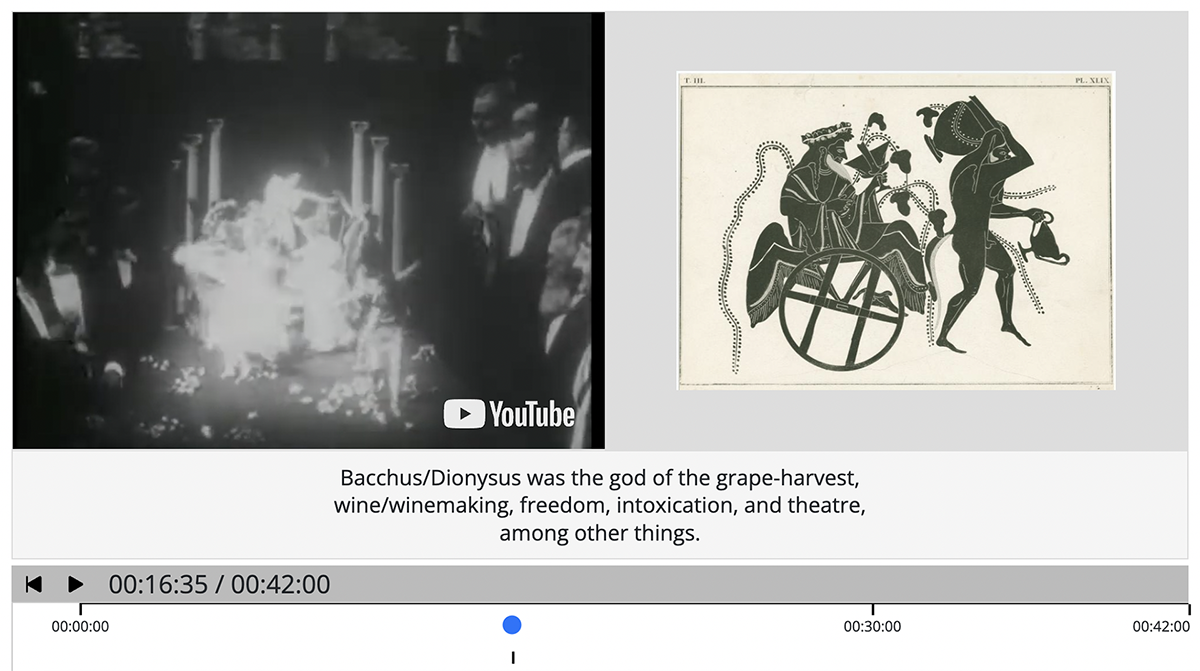 YouTube
T. III.
PL. XLIX.
Bacchus/Dionysus was the god of the grape-harvest,
wine/winemaking, freedom, intoxication, and theatre,
among other things.
00:16:35 / 00:42:00
00:00:00
00:30:00
00:42:00